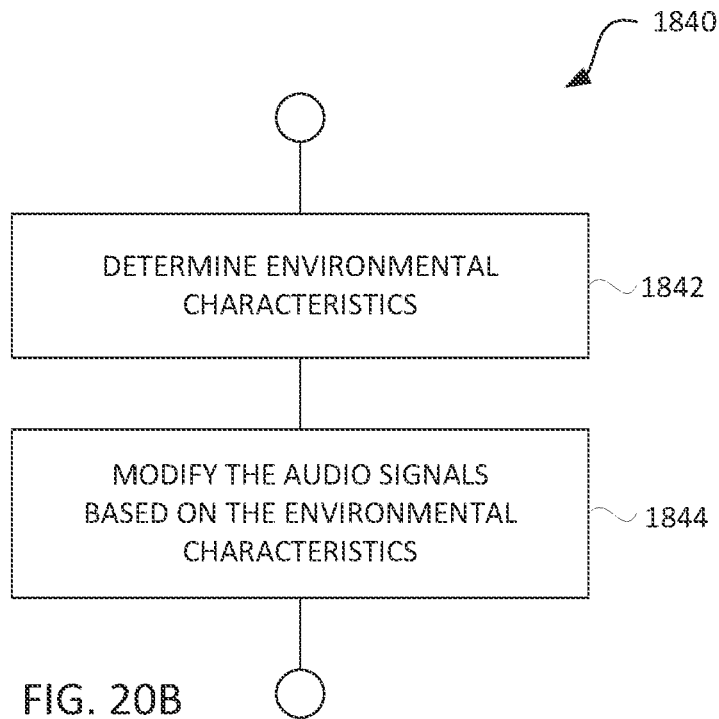 1840
DETERMINE ENVIRONMENTAL
CHARACTERISTICS
1842
MODIFY THE AUDIO SIGNALS
BASED ON THE ENVIRONMENTAL
CHARACTERISTICS
1844
FIG. 20B